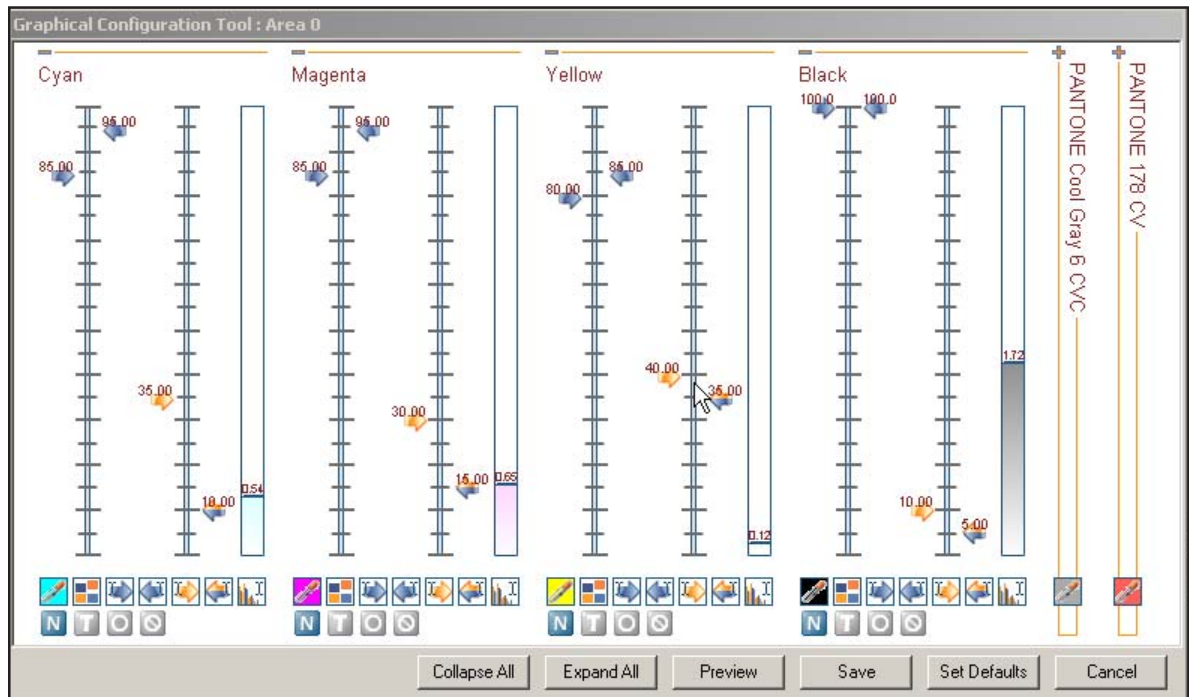 Graphical Configuration Tool : Area 0
Cyan
95.00
85.00
35.00
10.00
0.54
N T O
Magenta
95.00
85.00
30.00
15.00
0.65
N T O
Yellow
85.00
80.00
40.00
35.00
0.12
N T O
Black
100.0
100.0
10.00
5.00
1.72
N T O
PANTONE Cool Gray 6 CVC
PANTONE 178 CV
Collapse All
Expand All
Preview
Save
Set Defaults
Cancel